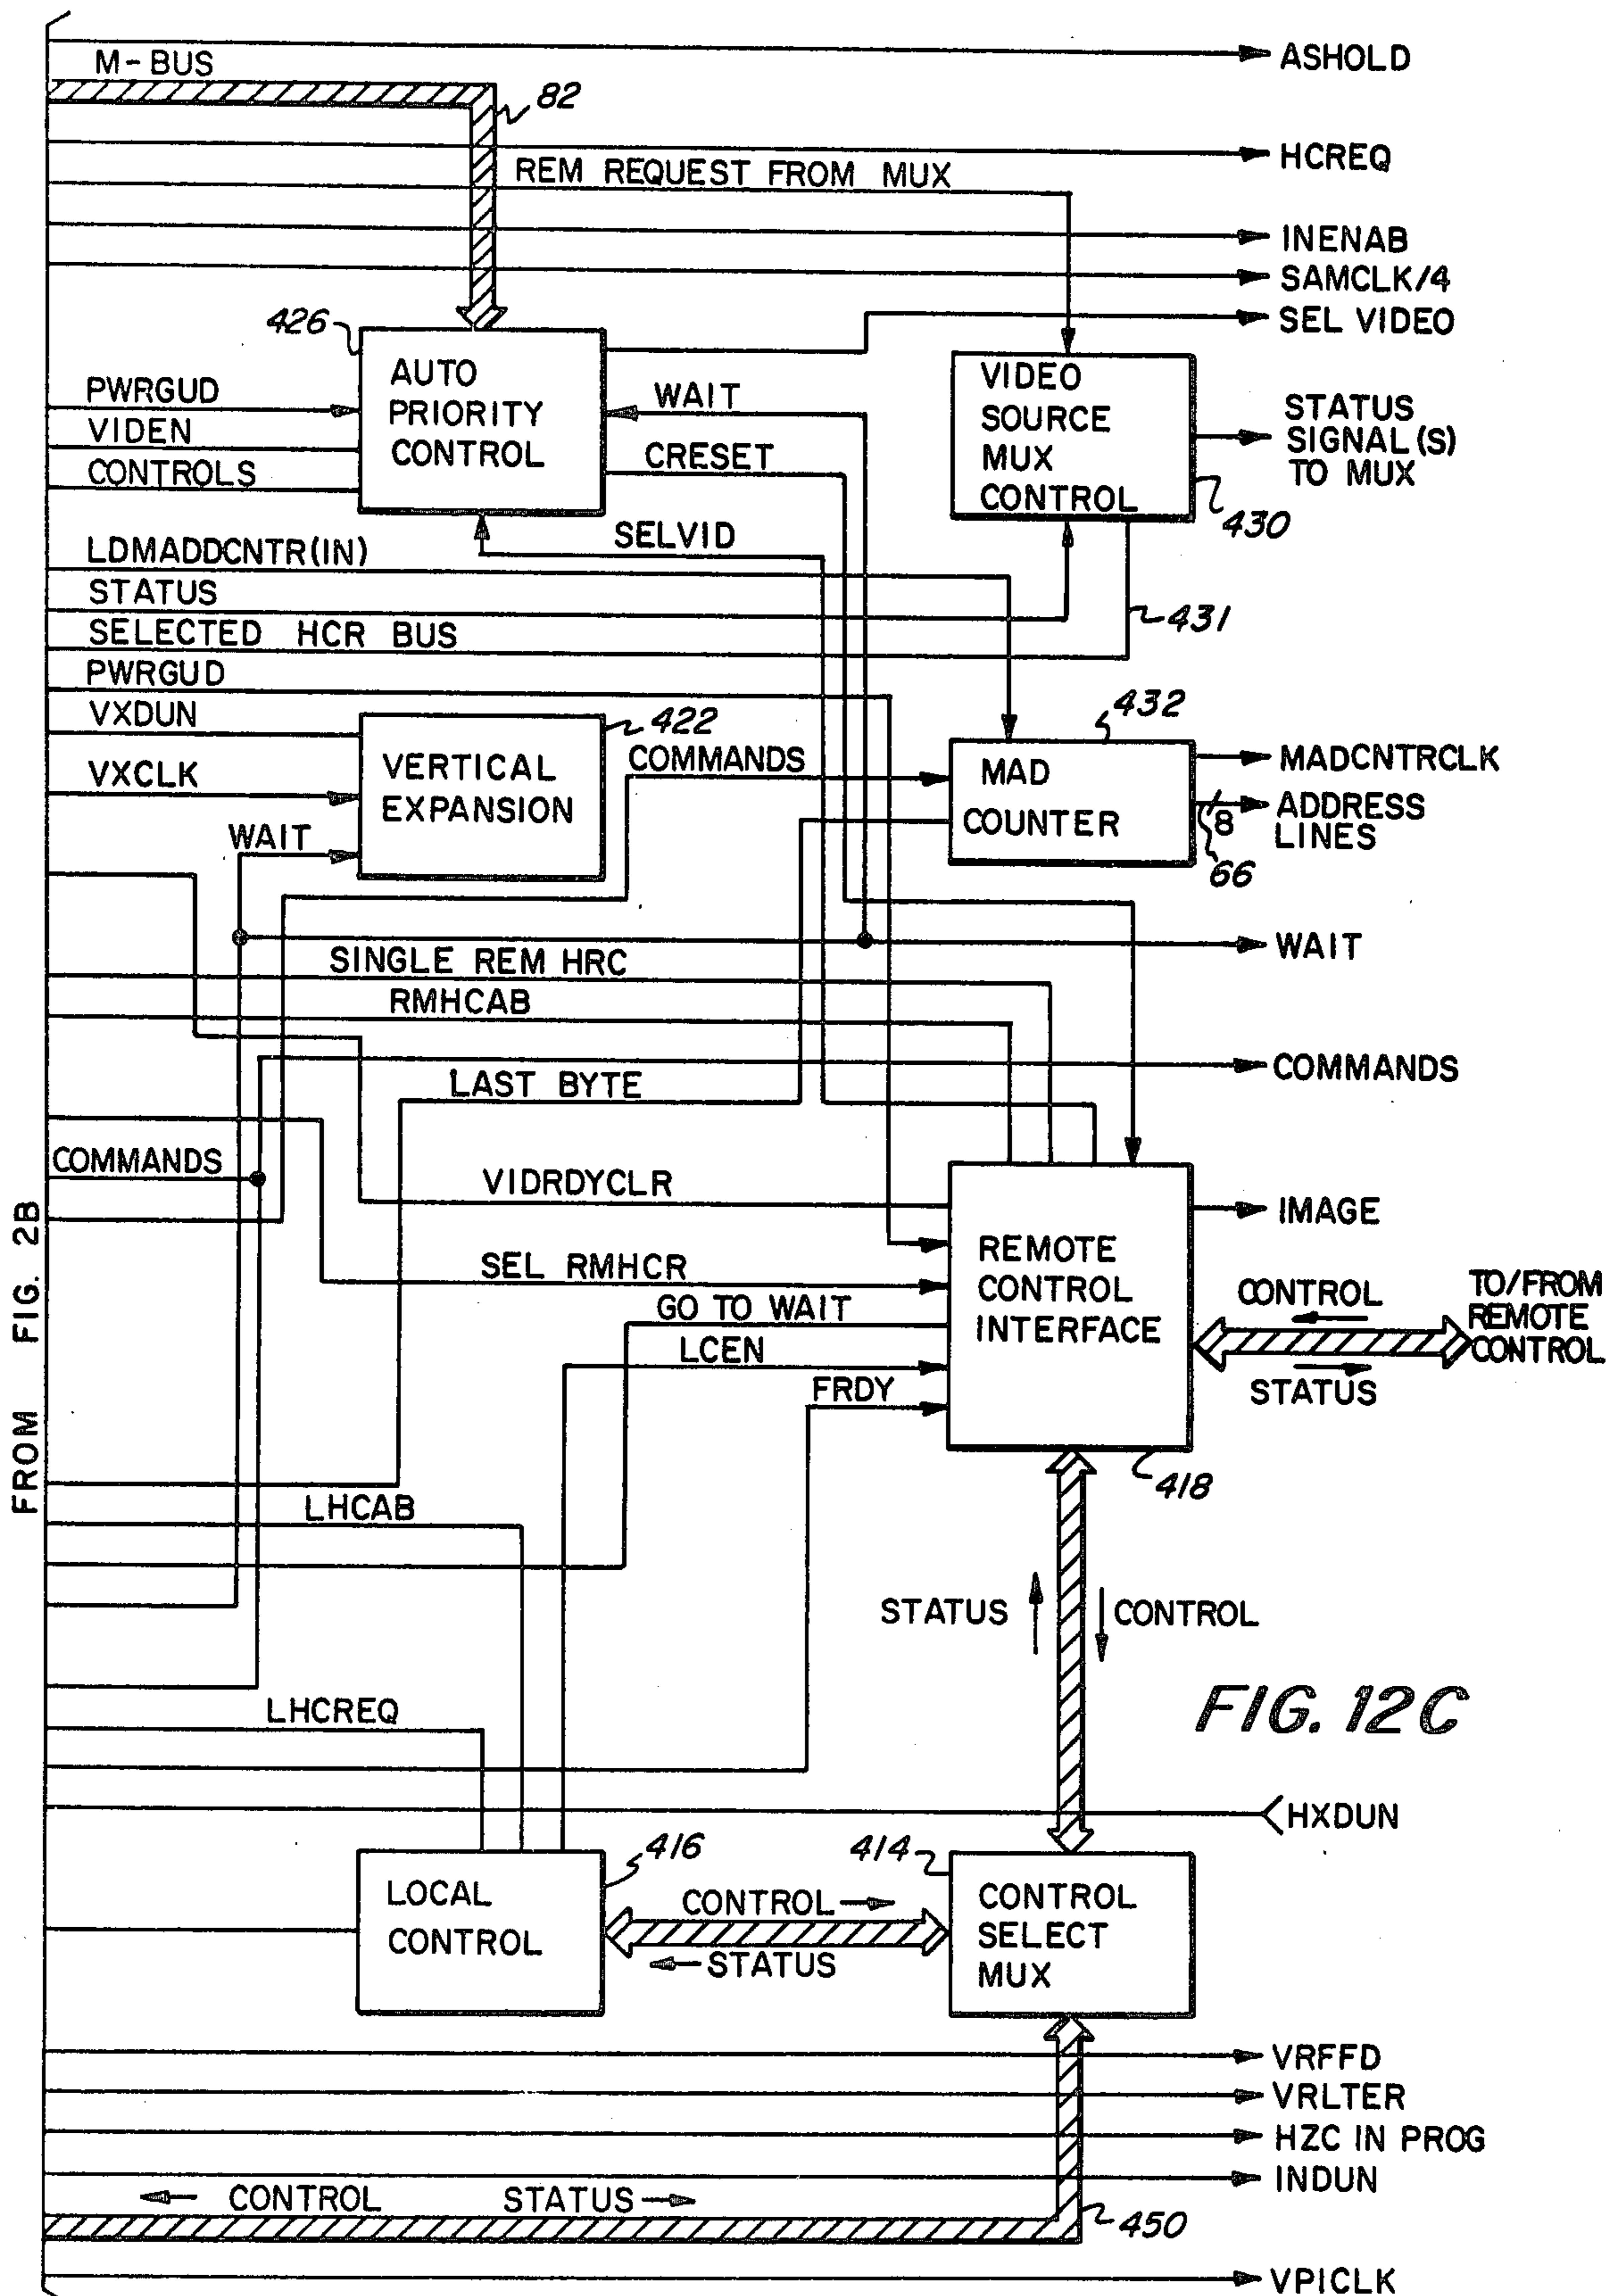 ASHOLD
M-BUS
82
HCREQ
REM REQUEST FROM MUX
INENAB
SAMCLK/4
SEL VIDEO
426
AUTO
PRIORITY
CONTROL
PWRGUD
VIDEN
CONTROLS
WAIT
CRESET
SELVID
VIDEO
SOURCE
MUX
CONTROL
STATUS
SIGNAL(S)
TO MUX
430
LDMADDCNTR(IN)
STATUS
SELECTED HCR BUS
431
PWRGUD
VXDUN
VXCLK
WAIT
422
VERTICAL
EXPANSION
COMMANDS
432
MAD
COUNTER
MADCNTRCLK
8
ADDRESS
LINES
66
WAIT
SINGLE REM HRC
RMHCAB
COMMANDS
LAST BYTE
COMMANDS
VIDRDYCLR
IMAGE
SEL RMHCR
GO TO WAIT
LCEN
FRDY
REMOTE
CONTROL
INTERFACE
CONTROL
STATUS
TO/FROM
REMOTE
CONTROL
418
FROM FIG. 2B
LHCAB
STATUS
CONTROL
FIG. 12C
LHCREQ
HXDUN
416
LOCAL
CONTROL
CONTROL
STATUS
414
CONTROL
SELECT
MUX
VRFFD
VRLTER
HZC IN PROG
INDUN
CONTROL
STATUS
450
VPICLK